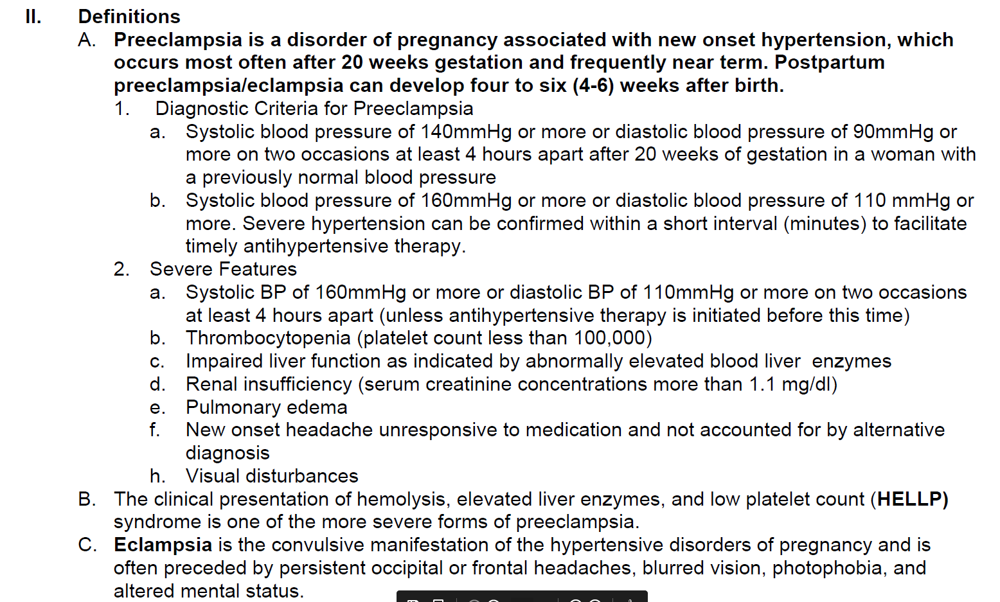 II. Definitions
A. Preeclampsia is a disorder of pregnancy associated with new onset hypertension, which
occurs most often after 20 weeks gestation and frequently near term. Postpartum
preeclampsia/eclampsia can develop four to six (4-6) weeks after birth.
1. Diagnostic Criteria for Preeclampsia
a. Systolic blood pressure of 140mmHg or more or diastolic blood pressure of 90mmHg or
more on two occasions at least 4 hours apart after 20 weeks of gestation in a woman with
a previously normal blood pressure
b. Systolic blood pressure of 160mmHg or more or diastolic blood pressure of 110 mmHg or
more. Severe hypertension can be confirmed within a short interval (minutes) to facilitate
timely antihypertensive therapy.
2. Severe Features
a. Systolic BP of 160mmHg or more or diastolic BP of 110mmHg or more on two occasions
at least 4 hours apart (unless antihypertensive therapy is initiated before this time)
b. Thrombocytopenia (platelet count less than 100,000)
c. Impaired liver function as indicated by abnormally elevated blood liver  enzymes
d. Renal insufficiency (serum creatinine concentrations more than 1.1 mg/dl)
e. Pulmonary edema
f. New onset headache unresponsive to medication and not accounted for by alternative
diagnosis
h. Visual disturbances
B. The clinical presentation of hemolysis, elevated liver enzymes, and low platelet count (HELLP)
syndrome is one of the more severe forms of preeclampsia.
C. Eclampsia is the convulsive manifestation of the hypertensive disorders of pregnancy and is
often preceded by persistent occipital or frontal headaches, blurred vision, photophobia, and
altered mental status.